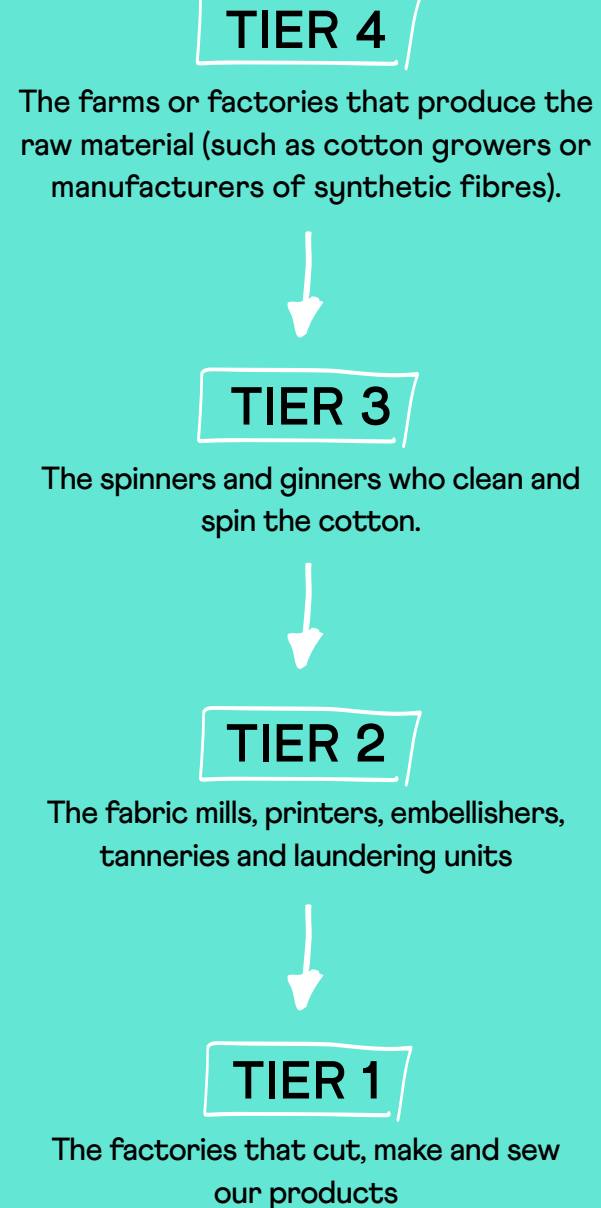 TIER 4
The farms or factories that produce the
raw material (such as cotton growers or
manufacturers of synthetic fibres).
TIER 3
The spinners and ginners who clean and
spin the cotton.
TIER 2
The fabric mills, printers, embellishers,
tanneries and laundering units
TIER 1
The factories that cut, make and sew
our products